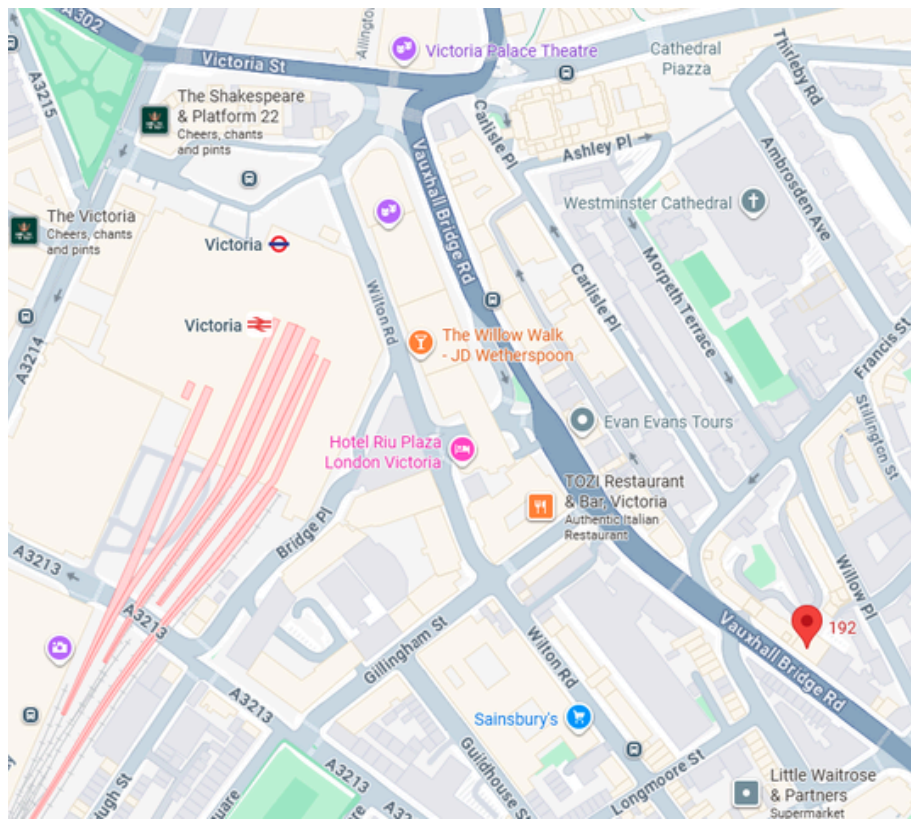 A302
Allington
Victoria St
Victoria Palace Theatre
Cathedral
Piazza
Thirleby Rd
A3215
The Shakespeare
& Platform 22
Cheers, chants
and pints
Carlisle Pl
Ashley Pl
Ambrosden Ave
Vauxhall Bridge Rd
Westminster Cathedral
The Victoria
Cheers, chants
and pints
Victoria
Wilton Rd
Carlisle Pl
Morpeth Terrace
Victoria
The Willow Walk
- JD Wetherspoon
A3214
Francis St
Stillington St
Evan Evans Tours
Hotel Riu Plaza
London Victoria
TOZI Restaurant
& Bar, Victoria
Authentic Italian
Restaurant
Bridge Pl
A3213
A3213
Willow Pl
192
Vauxhall Bridge Rd
Gillingham St
Wilton Rd
A3213
Sainsbury's
Guildhouse St
Longmoore St
A3213
Hugh St
Little Waitrose
& Partners
Supermarket